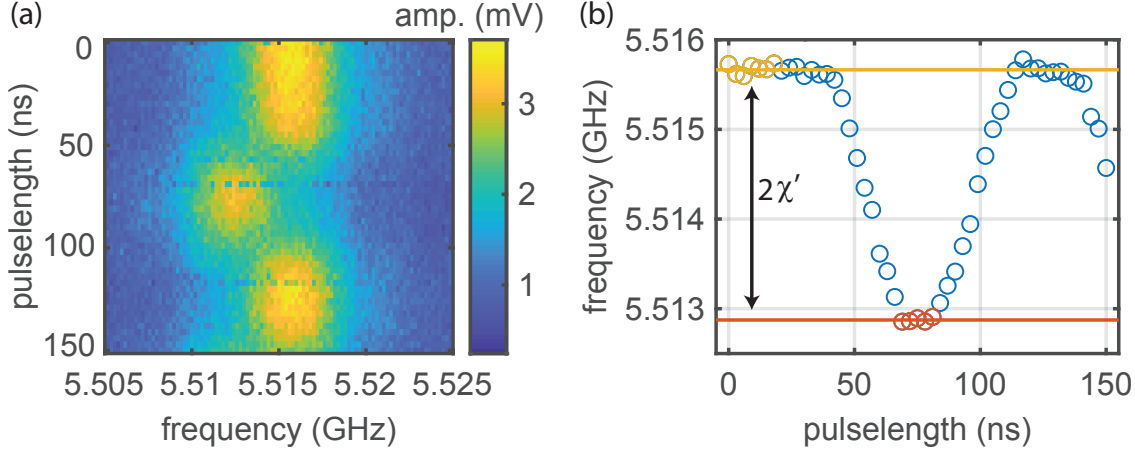 (a)
amp. (mV)
0
50
100
150
pulselength (ns)
5.505
5.51
5.515
5.52
5.525
frequency (GHz)
3
2
1
(b)
5.516
5.515
5.514
5.513
frequency (GHz)
2χ′
0
50
100
150
pulselength (ns)